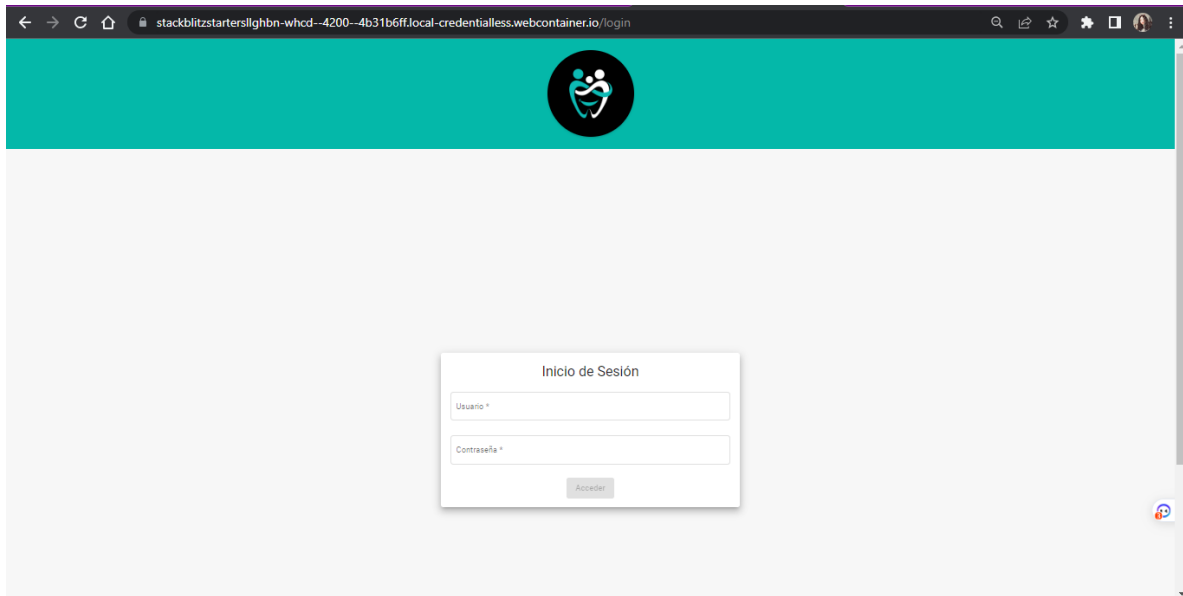 stackblitzstartersllghbn-whcd--4200--4b31b6ff.local-credentialless.webcontainer.io/login
Inicio de Sesión
Usuario *
Contraseña *
Acceder